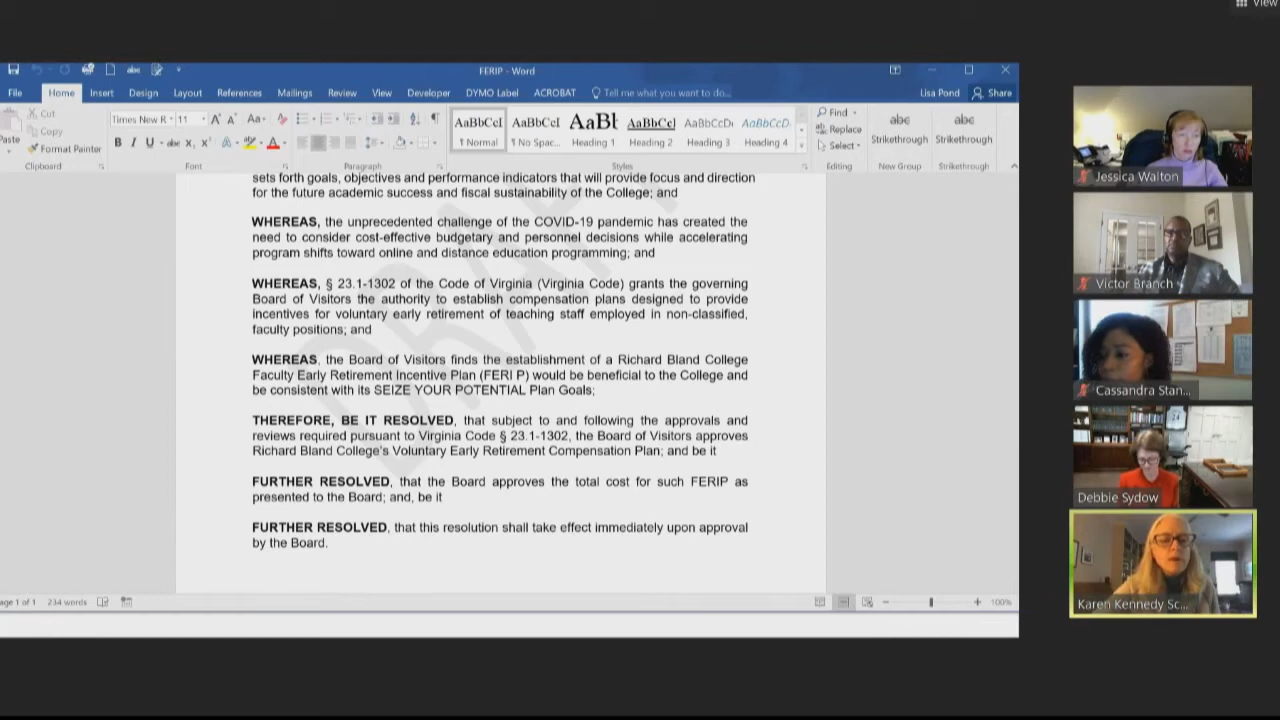 View
FERIP - Word
File Home Insert Design Layout References Mailings Review View Developer DYMO Label ACROBAT Tell me what you want to do... Lisa Pond Share
Cut
Copy
Paste
Format Painter
Clipboard
Times New R 11
Font
Paragraph
AaBbCcI AaBbCcI AaBl AaBbCcI AaBbCcD AaBbCcD
¶ Normal ¶ No Spac... Heading 1 Heading 2 Heading 3 Heading 4
Styles
Find
Replace
Select
Editing
abc abc
Strikethrough Strikethrough
New Group Strikethrough
DRAFT
sets forth goals, objectives and performance indicators that will provide focus and direction
for the future academic success and fiscal sustainability of the College; and
WHEREAS, the unprecedented challenge of the COVID-19 pandemic has created the
need to consider cost-effective budgetary and personnel decisions while accelerating
program shifts toward online and distance education programming; and
WHEREAS, § 23.1-1302 of the Code of Virginia (Virginia Code) grants the governing
Board of Visitors the authority to establish compensation plans designed to provide
incentives for voluntary early retirement of teaching staff employed in non-classified,
faculty positions; and
WHEREAS, the Board of Visitors finds the establishment of a Richard Bland College
Faculty Early Retirement Incentive Plan (FERI P) would be beneficial to the College and
be consistent with its SEIZE YOUR POTENTIAL Plan Goals;
THEREFORE, BE IT RESOLVED, that subject to and following the approvals and
reviews required pursuant to Virginia Code § 23.1-1302, the Board of Visitors approves
Richard Bland College's Voluntary Early Retirement Compensation Plan; and be it
FURTHER RESOLVED, that the Board approves the total cost for such FERIP as
presented to the Board; and, be it
FURTHER RESOLVED, that this resolution shall take effect immediately upon approval
by the Board.
age 1 of 1 234 words 100%
Jessica Walton
Victor Branch
Cassandra Stan...
Debbie Sydow
Karen Kennedy Sc...